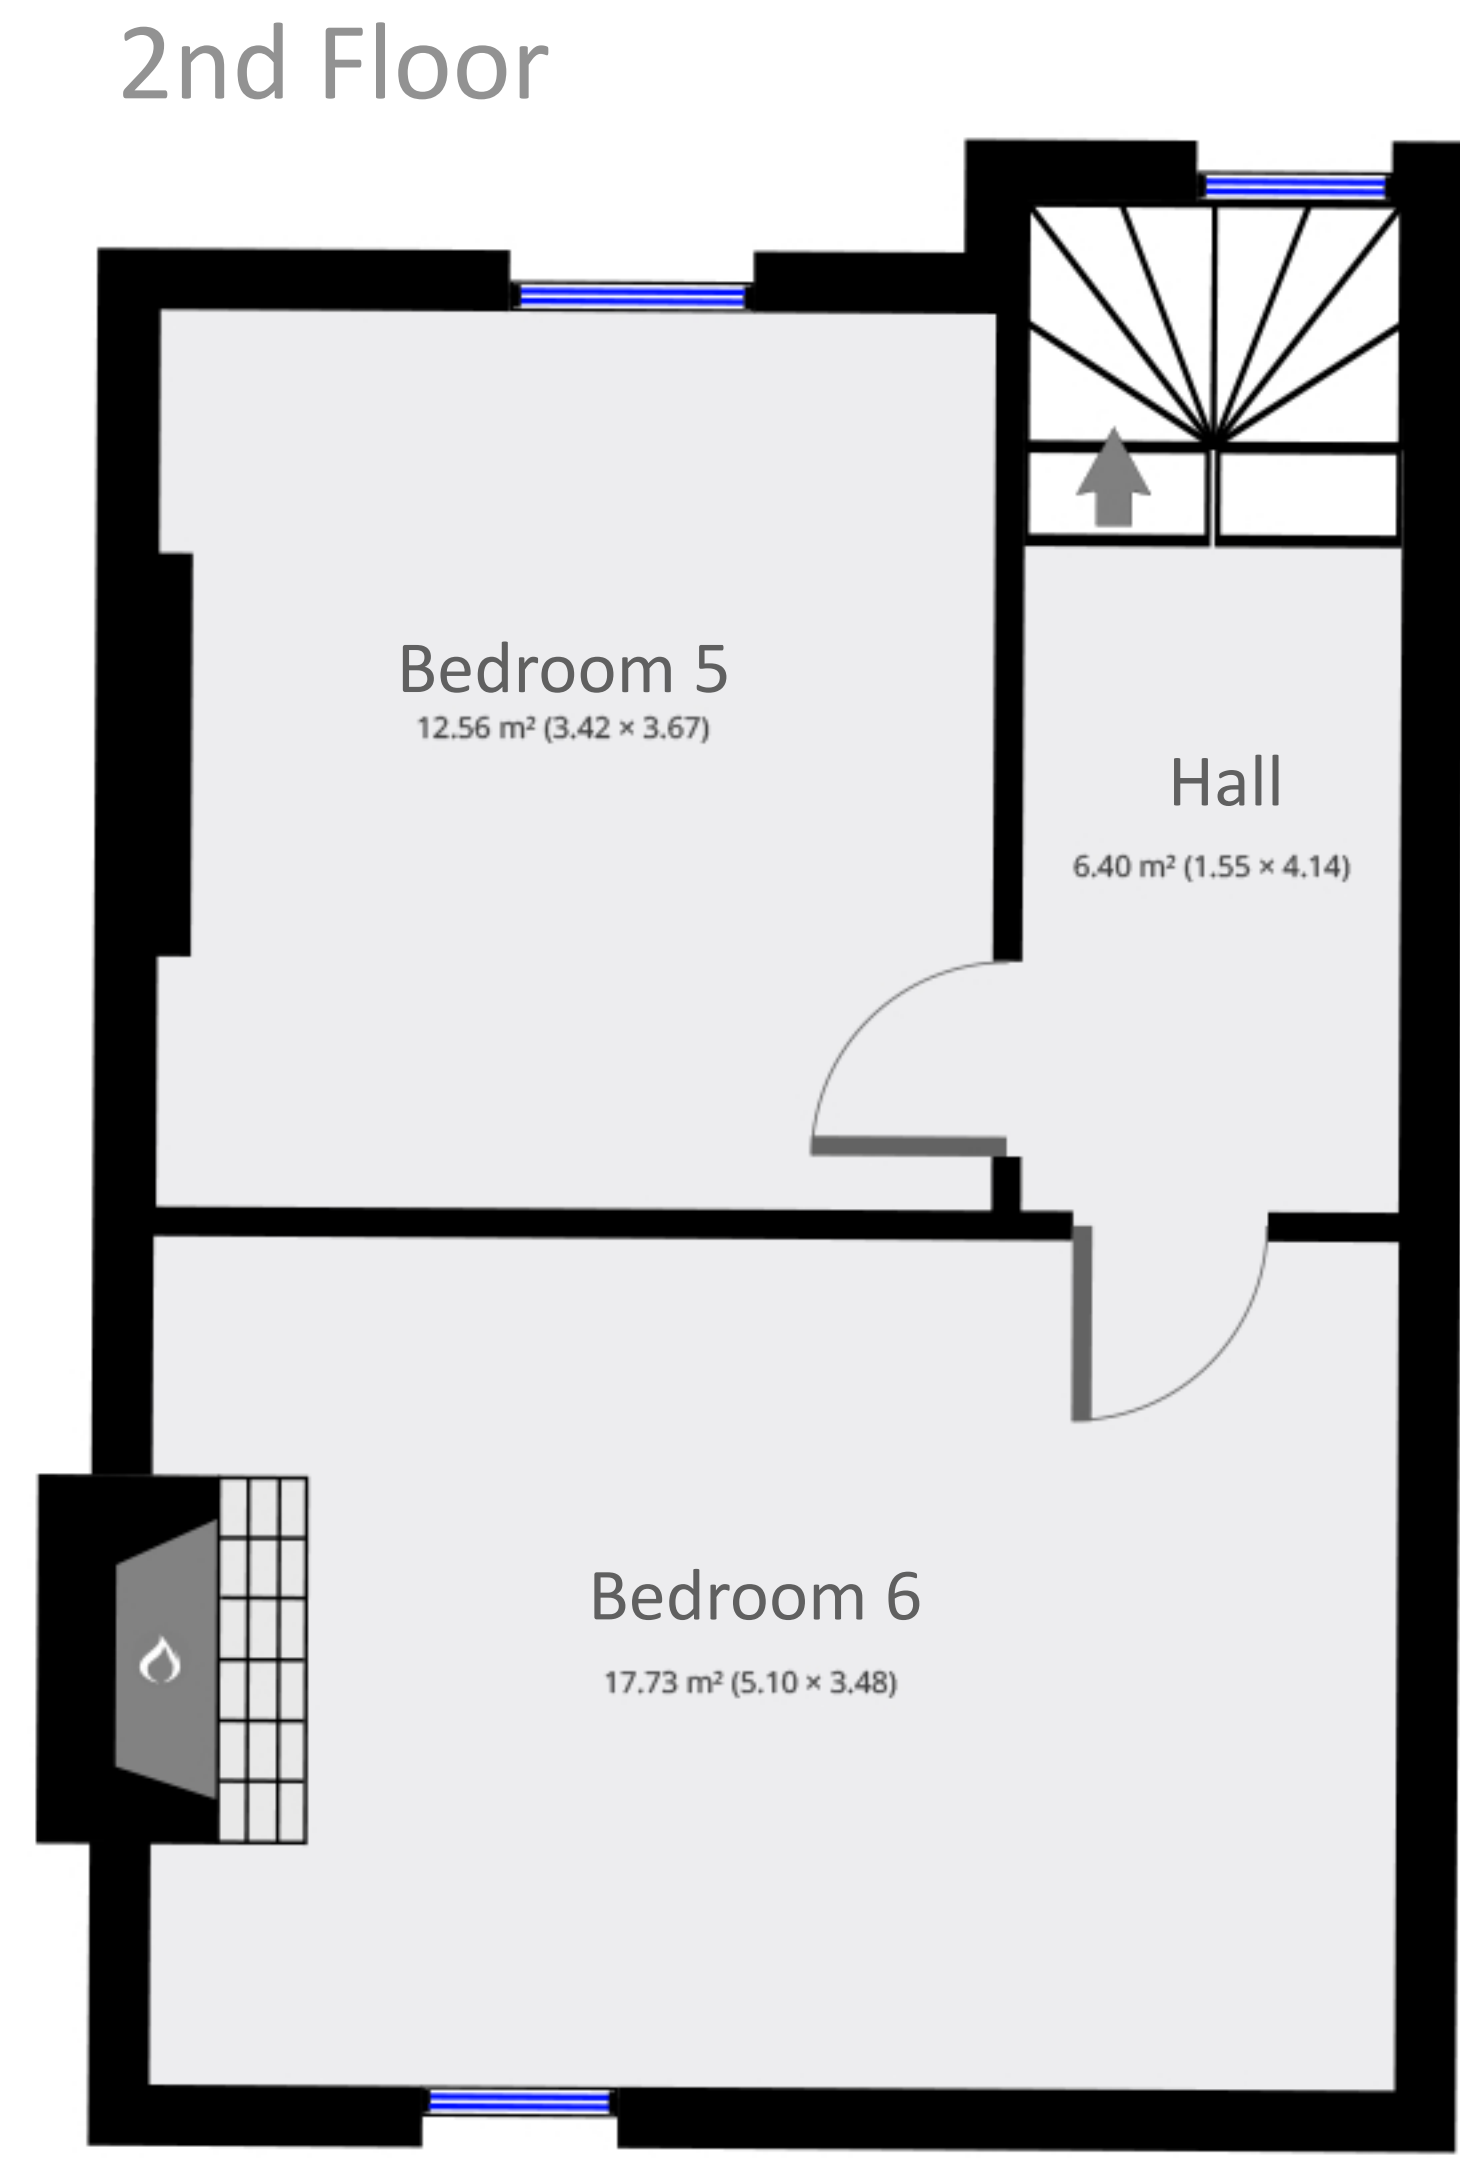 2nd Floor
Bedroom 5
12.56 m² (3.42 × 3.67)
Hall
6.40 m² (1.55 × 4.14)
Bedroom 6
17.73 m² (5.10 × 3.48)